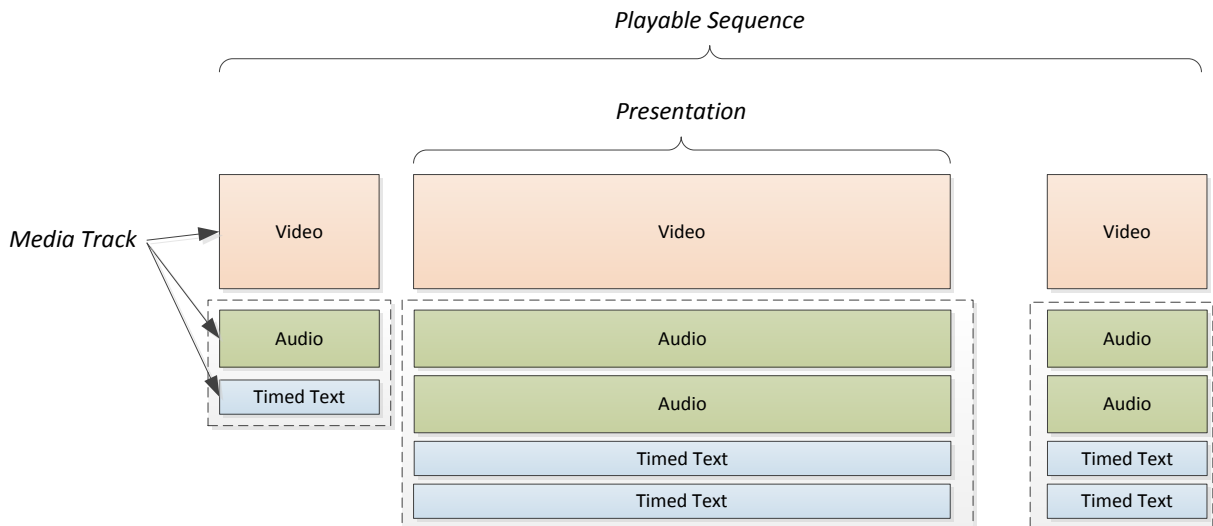 Playable Sequence
Presentation
Media Track
Video
Video
Video
Audio
Audio
Audio
Timed Text
Audio
Audio
Timed Text
Timed Text
Timed Text
Timed Text